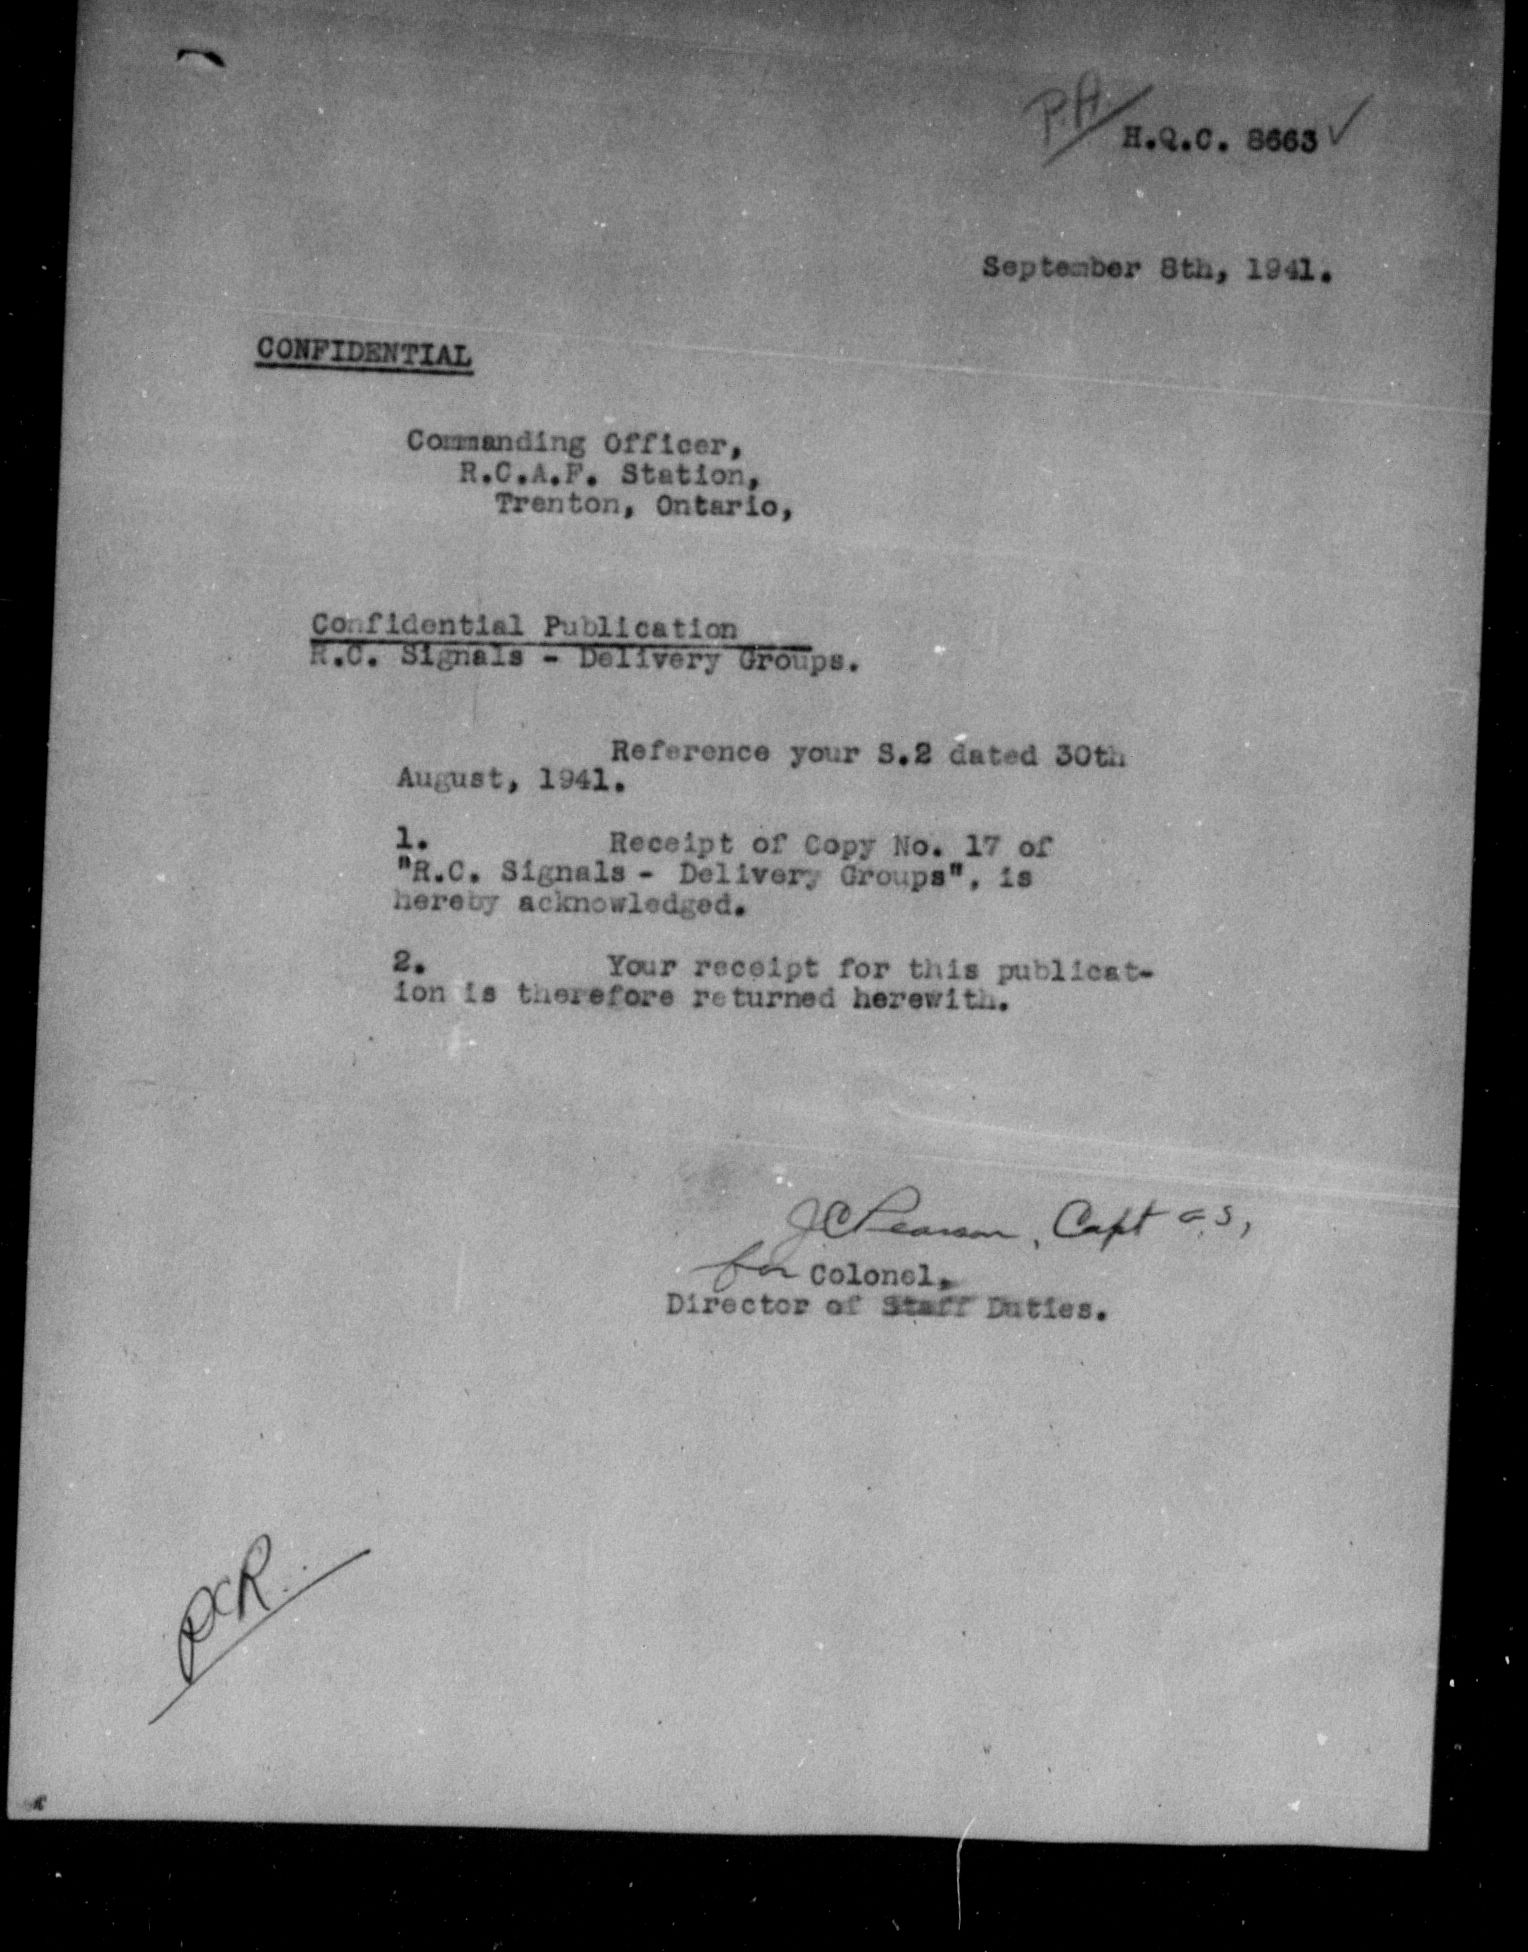 P.A.
H.Q.C. 8663
September 8th, 1941.
CONFIDENTIAL
Commanding Officer,
R.C.A.F. Station,
Trenton, Ontario,
Confidential Publication
R.C. Signals - Delivery Groups.
Reference your S.2 dated 30th
August, 1941.
1. Receipt of Copy No. 17 of
"R.C. Signals - Delivery Groups", is
hereby acknowledged.
2. Your receipt for this publicat-
ion is therefore returned herewith.
JC Pearson, Capt
for Colonel,
Director of Staff Duties.